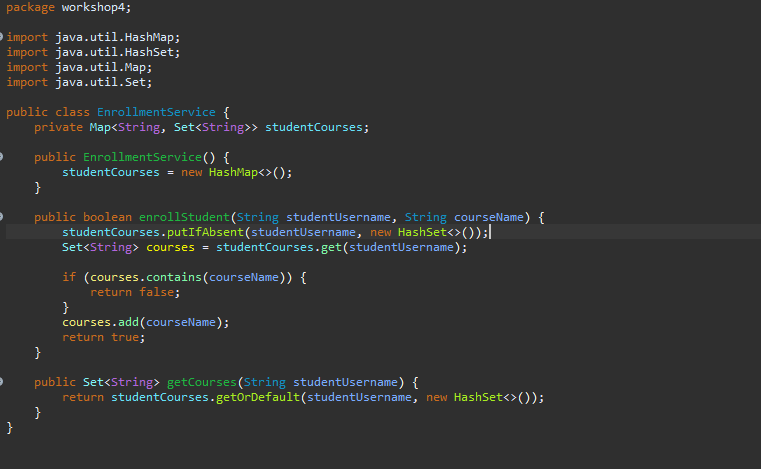 package workshop4;
import java.util.HashMap;
import java.util.HashSet;
import java.util.Map;
import java.util.Set;
public class EnrollmentService {
private Map<String, Set<String>> studentCourses;
public EnrollmentService() {
studentCourses = new HashMap<>();
}
public boolean enrollStudent(String studentUsername, String courseName) {
studentCourses.putIfAbsent(studentUsername, new HashSet<>());
Set<String> courses = studentCourses.get(studentUsername);
if (courses.contains(courseName)) {
return false;
}
courses.add(courseName);
return true;
}
public Set<String> getCourses(String studentUsername) {
return studentCourses.getOrDefault(studentUsername, new HashSet<>());
}
}